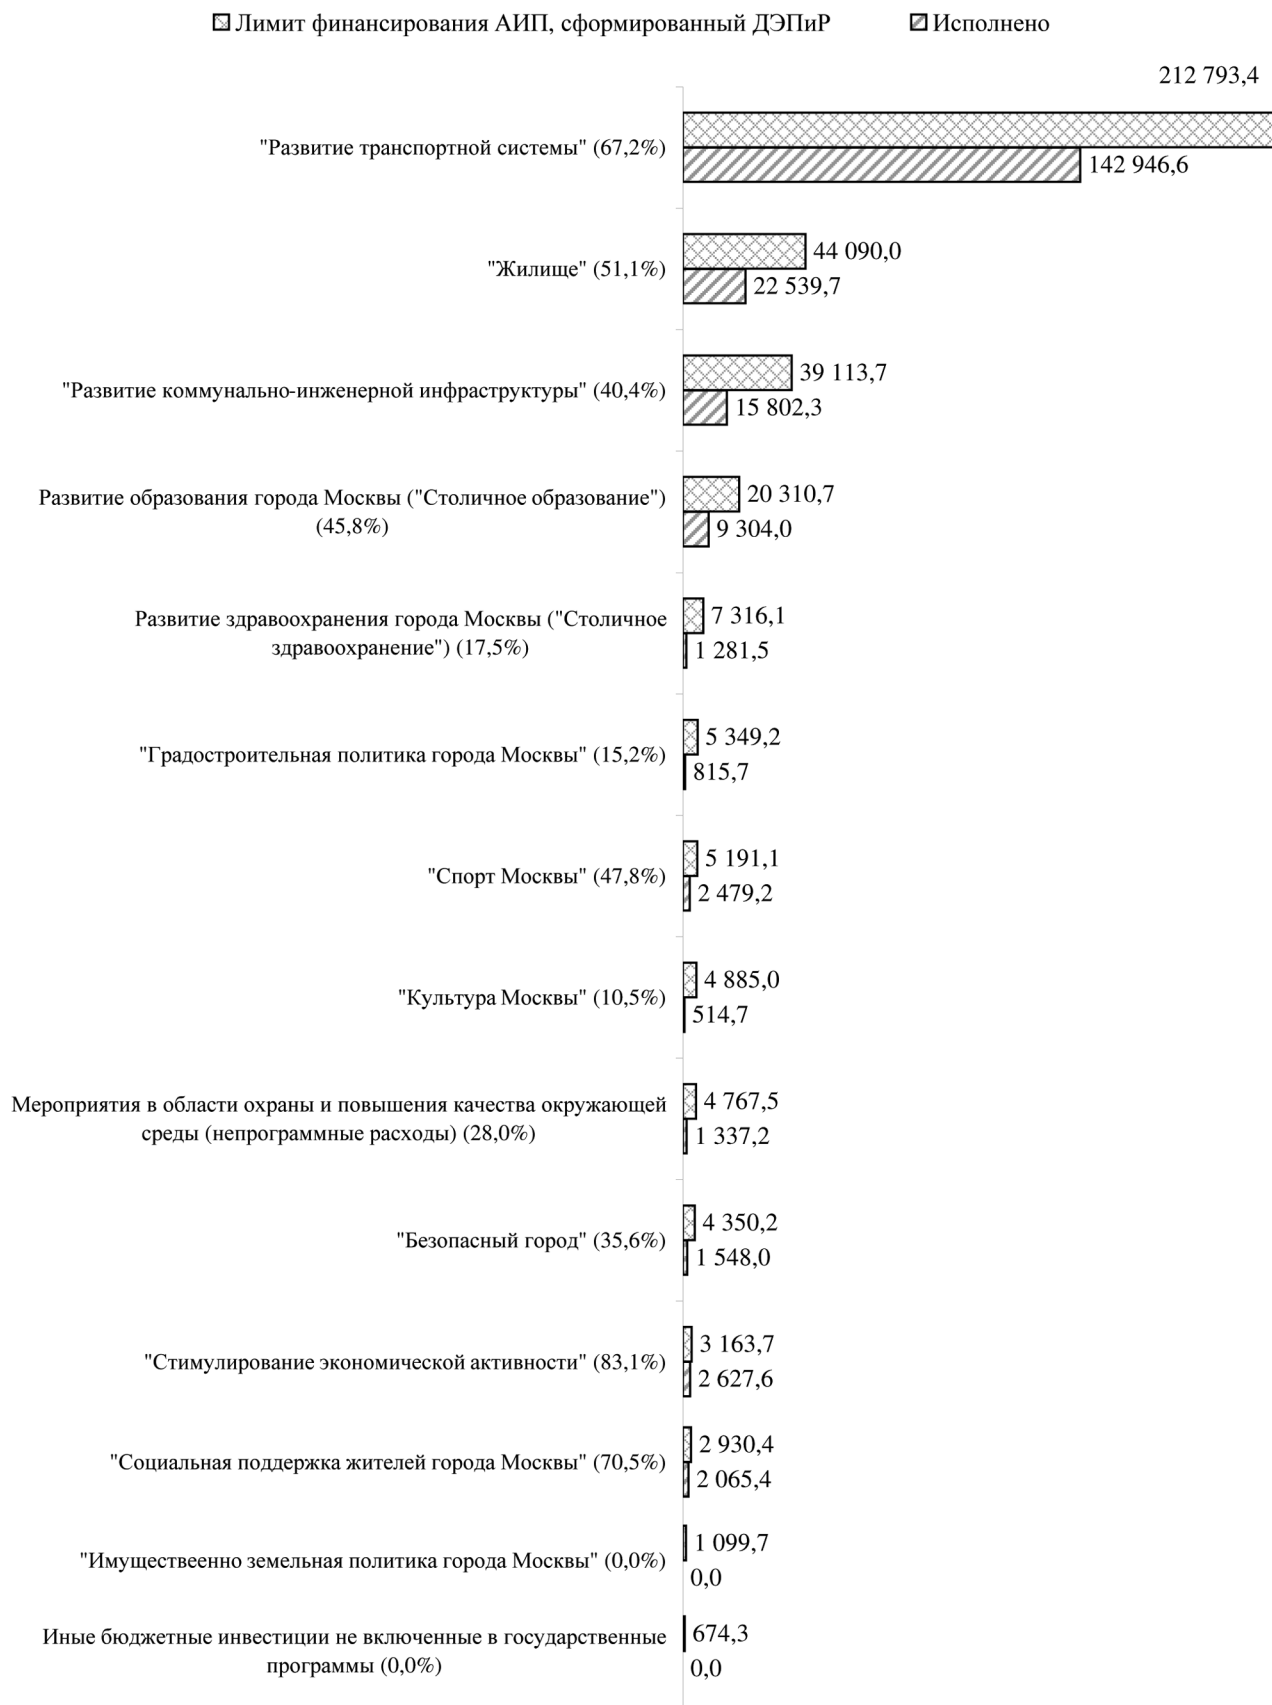 Лимит финансирования АИП, сформированный ДЭПиР Исполнено
212 793,4
"Развитие транспортной системы" (67,2%)
142 946,6
44 090,0
"Жилище" (51,1%)
22 539,7
39 113,7
"Развитие коммунально-инженерной инфраструктуры" (40,4%)
15 802,3
Развитие образования города Москвы ("Столичное образование") 20 310,7
(45,8%) 9 304,0
Развитие здравоохранения города Москвы ("Столичное 7 316,1
здравоохранение") (17,5%) 1 281,5
5 349,2
"Градостроительная политика города Москвы" (15,2%)
815,7
5 191,1
"Спорт Москвы" (47,8%)
2 479,2
4 885,0
"Культура Москвы" (10,5%)
514,7
Мероприятия в области охраны и повышения качества окружающей 4 767,5
среды (непрограммные расходы) (28,0%) 1 337,2
4 350,2
"Безопасный город" (35,6%)
1 548,0
3 163,7
"Стимулирование экономической активности" (83,1%)
2 627,6
2 930,4
"Социальная поддержка жителей города Москвы" (70,5%)
2 065,4
1 099,7
"Имуществеенно земельная политика города Москвы" (0,0%)
0,0
Иные бюджетные инвестиции не включенные в государственные 674,3
программы (0,0%) 0,0